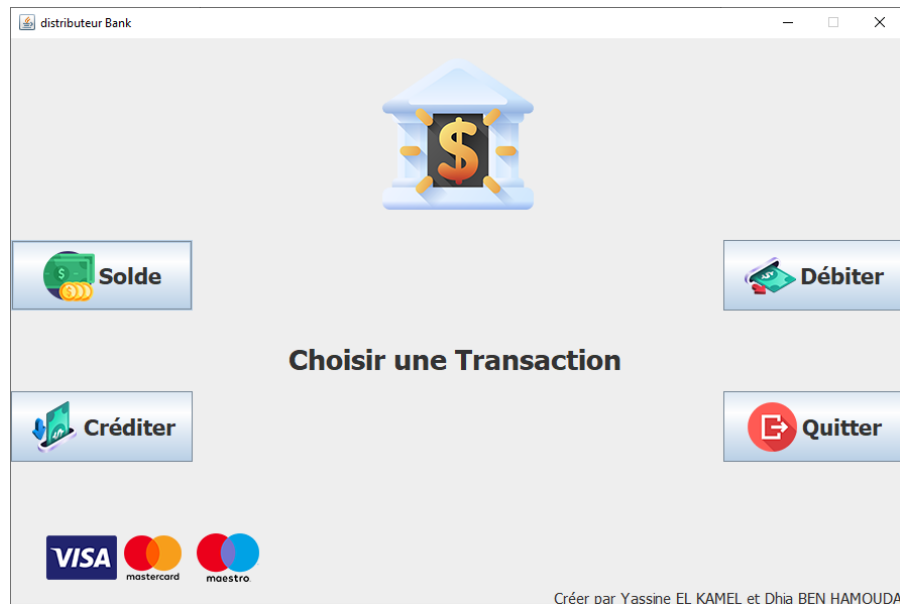 distributeur Bank
$
Solde
Débiter
Choisir une Transaction
Créditer
Quitter
VISA
mastercard
maestro
Créer par Yassine EL KAMEL et Dhia BEN HAMOUDA